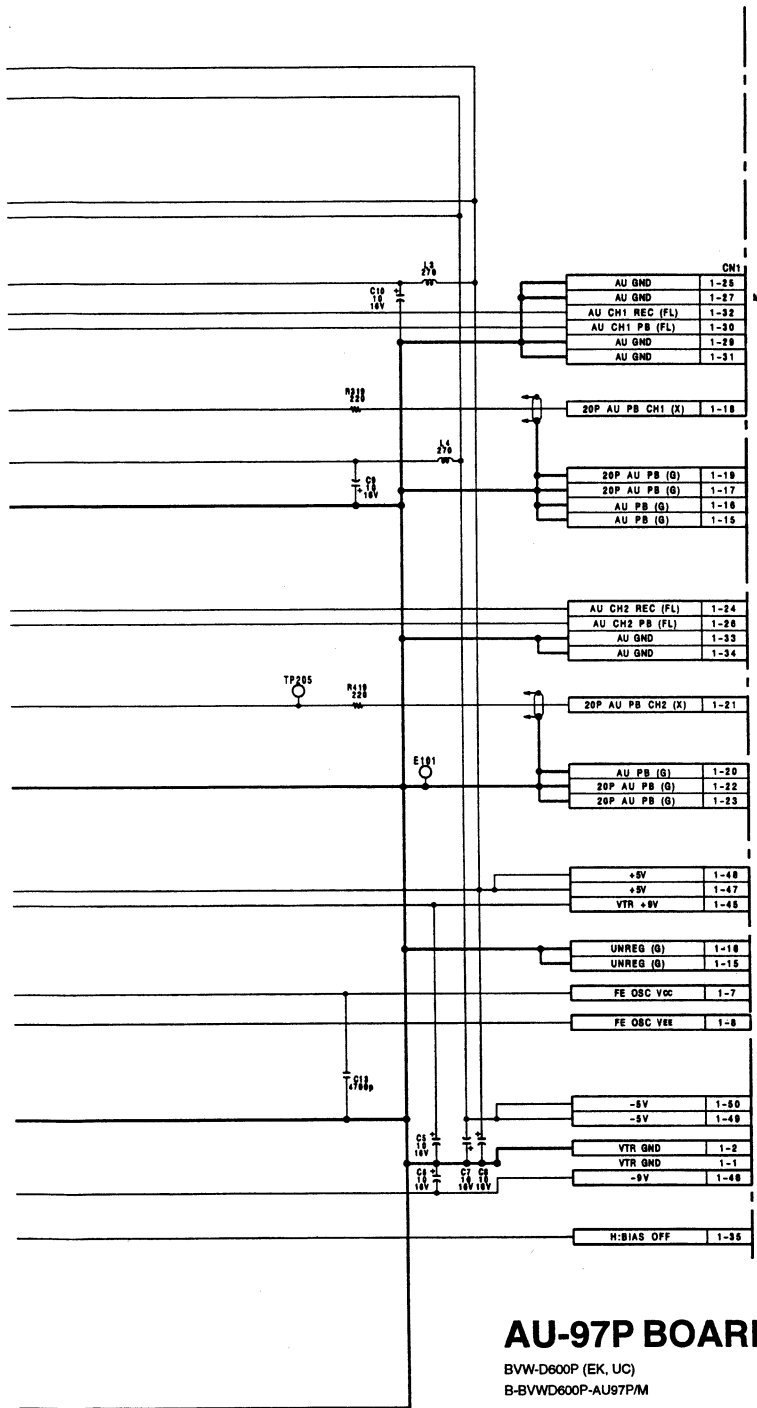 CN1
L3
270
C10
10
16V
AU GND 1-25
AU GND 1-27
AU CH1 REC (FL) 1-32
AU CH1 PB (FL) 1-30
AU GND 1-29
AU GND 1-31
R319
220
20P AU PB CH1 (X) 1-18
L4
270
C9
10
16V
20P AU PB (G) 1-19
20P AU PB (G) 1-17
AU PB (G) 1-16
AU PB (G) 1-15
AU CH2 REC (FL) 1-24
AU CH2 PB (FL) 1-26
AU GND 1-33
AU GND 1-34
TP205
R419
220
20P AU PB CH2 (X) 1-21
E101
AU PB (G) 1-20
20P AU PB (G) 1-22
20P AU PB (G) 1-23
+5V 1-48
+5V 1-47
VTR +9V 1-45
UNREG (G) 1-16
UNREG (G) 1-15
FE OSC VCC 1-7
FE OSC VEE 1-8
C13
4700p
-5V 1-50
-5V 1-49
C5
10
16V
VTR GND 1-2
VTR GND 1-1
-9V 1-46
C6
10
16V
C7
10
16V
C8
10
16V
H:BIAS OFF 1-35
AU-97P BOARD
BVW-D600P (EK, UC)
B-BVWD600P-AU97P/M